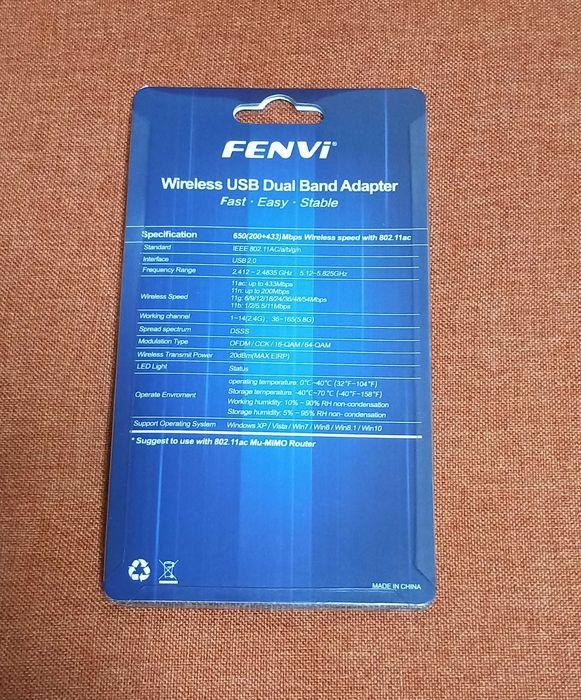 FENVI®
Wireless USB Dual Band Adapter
Fast · Easy · Stable
Specification 650(200+433)Mbps Wireless speed with 802.11ac
Standard IEEE 802.11AC/a/b/g/n
Interface USB 2.0
Frequency Range 2.412 ~ 2.4835 GHz 5.12~5.825GHz
Wireless Speed
11ac: up to 433Mbps
11n: up to 200Mbps
11g: 6/9/12/18/24/36/48/54Mbps
11b: 1/2/5.5/11Mbps
Working channel 1~14(2.4G) 36~165(5.8G)
Spread spectrum DSSS
Modulation Type OFDM / CCK / 16-QAM / 64-QAM
Wireless Transmit Power 20dBm(MAX EIRP)
LED Light Status
Operate Enviroment
operating temperature: 0°C~40°C (32°F~104°F)
Storage temperature: -40°C~70°C (-40°F~158°F)
Working humidity: 10% ~ 90% RH non-condensation
Storage humidity: 5% ~ 95% RH non- condensation
Support Operating System Windows XP / Vista / Win7 / Win8 / Win8.1 / Win10
* Suggest to use with 802.11ac Mu-MIMO Router
MADE IN CHINA